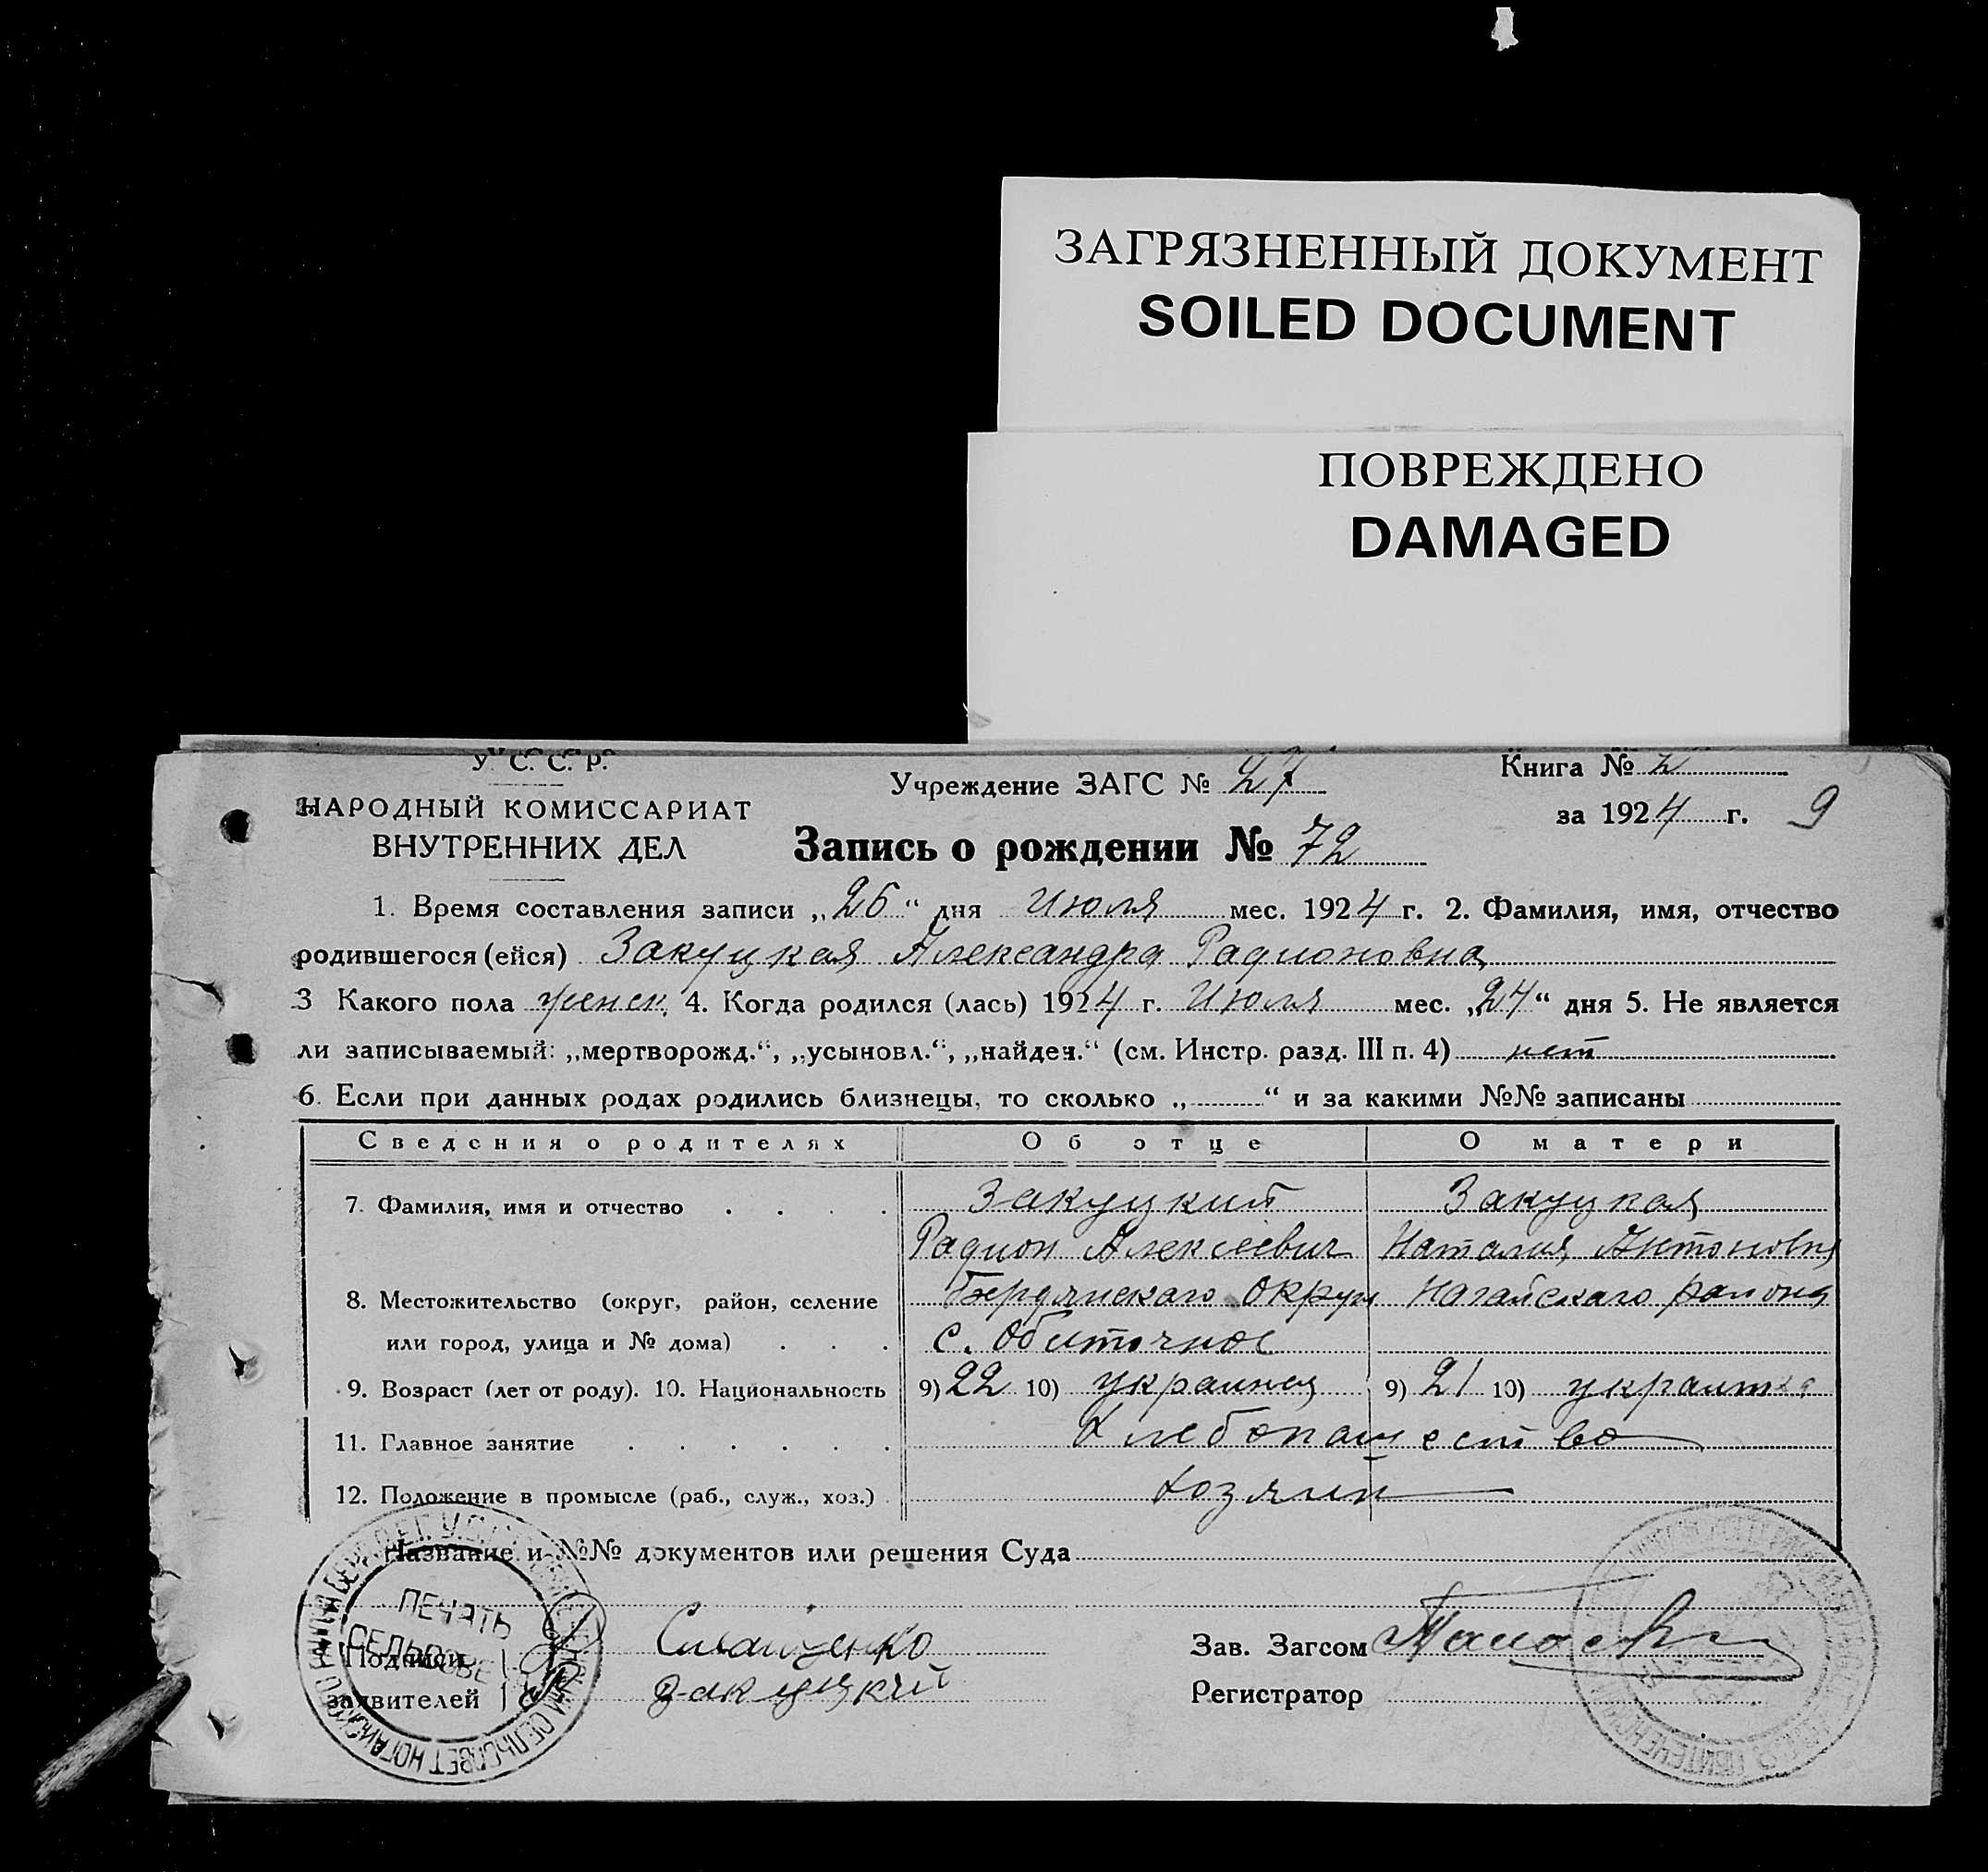 ЗАГРЯЗНЕННЫЙ ДОКУМЕНТ
SOILED DOCUMENT
ПОВРЕЖДЕНО
DAMAGED
У. С. С. Р.
НАРОДНЫЙ КОМИССАРИАТ
ВНУТРЕННИХ ДЕЛ
Учреждение ЗАГС № 27
Книга № 2
за 1924 г. 9
Запись о рождении № 72
1. Время составления записи „26“ дня Июля мес. 1924 г. 2. Фамилия, имя, отчество
родившегося (ейся) Закуцкая Александра Радионовна
3 Какого пола женск. 4. Когда родился (лась) 1924 г. Июля мес. „24“ дня 5. Не является
ли записываемый: „мертворожд.“, „усыновл.“, „найден.“ (см. Инстр. разд. III п. 4) нет
6. Если при данных родах родились близнецы, то сколько „ “ и за какими №№ записаны
Сведения о родителях Об отце О матери
7. Фамилия, имя и отчество Закуцкий Закуцкая
Радион Алексеевич Наталия Антоновна
8. Местожительство (округ, район, селение Бердянскаго округа Ногайскаго района
или город, улица и № дома) с. Обиточное
9. Возраст (лет от роду). 10. Национальность 9) 22 10) украинец 9) 21 10) украинка
11. Главное занятие Хлебопашество
12. Положение в промысле (раб., служ., хоз.) хозяин
Название и №№ документов или решения Суда
ПЕЧАТЬ
СЕЛЬСОВЕ
Подписи
заявителей Закуцкий
Зав. Загсом
Регистратор